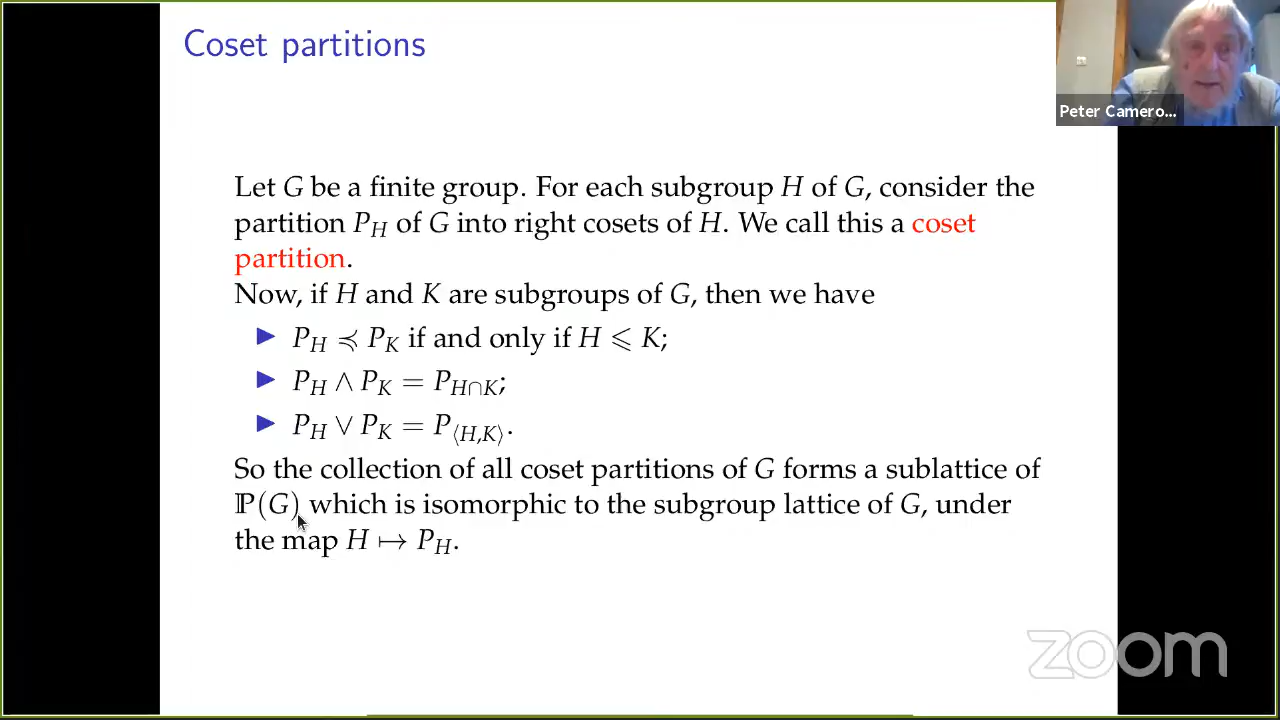 Coset partitions
Peter Camero...
Let G be a finite group. For each subgroup H of G, consider the
partition P_H of G into right cosets of H. We call this a coset
partition.
Now, if H and K are subgroups of G, then we have
▶ P_H ≼ P_K if and only if H ⩽ K;
▶ P_H ∧ P_K = P_{H∩K};
▶ P_H ∨ P_K = P_{⟨H,K⟩}.
So the collection of all coset partitions of G forms a sublattice of
ℙ(G) which is isomorphic to the subgroup lattice of G, under
the map H ↦ P_H.
zoom